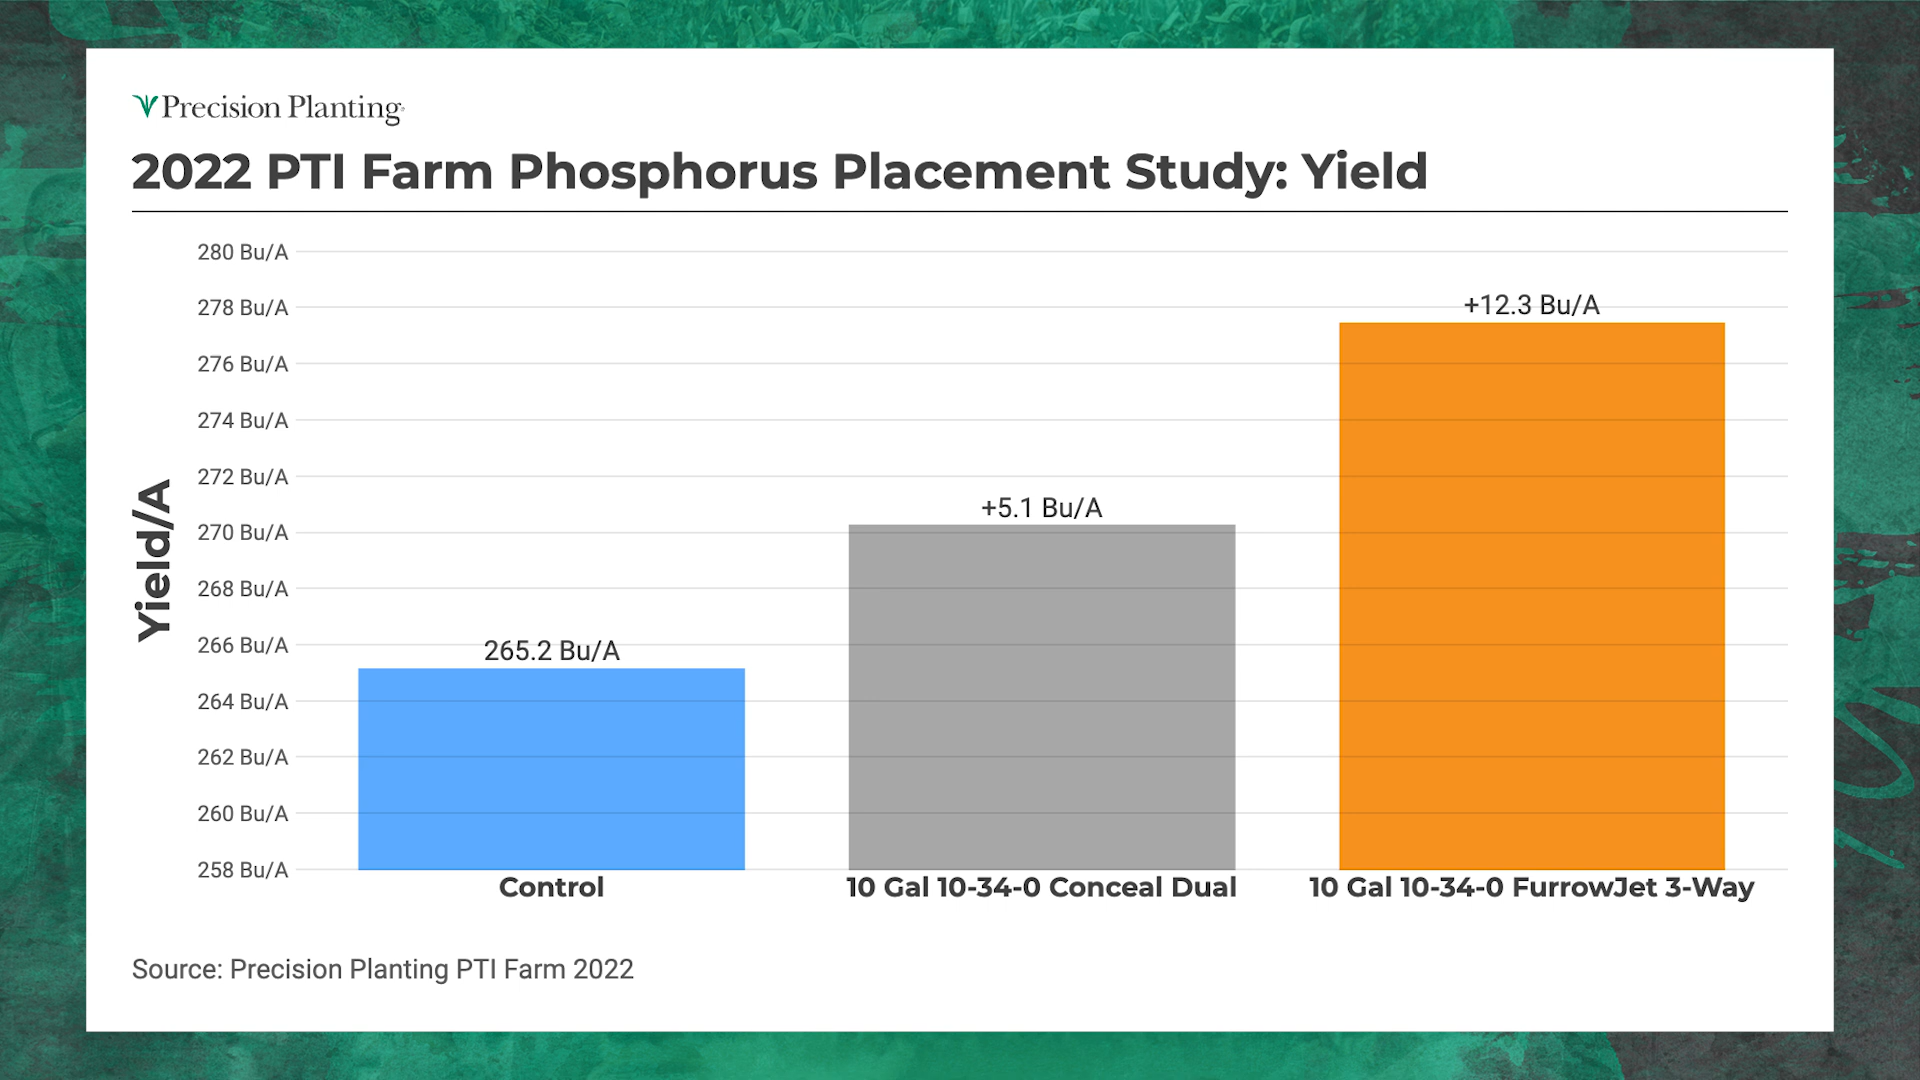 Precision Planting
2022 PTI Farm Phosphorus Placement Study: Yield
280 Bu/A
278 Bu/A
276 Bu/A
274 Bu/A
272 Bu/A
270 Bu/A
268 Bu/A
266 Bu/A
264 Bu/A
262 Bu/A
260 Bu/A
258 Bu/A
Yield/A
265.2 Bu/A
+5.1 Bu/A
+12.3 Bu/A
Control
10 Gal 10-34-0 Conceal Dual
10 Gal 10-34-0 FurrowJet 3-Way
Source: Precision Planting PTI Farm 2022